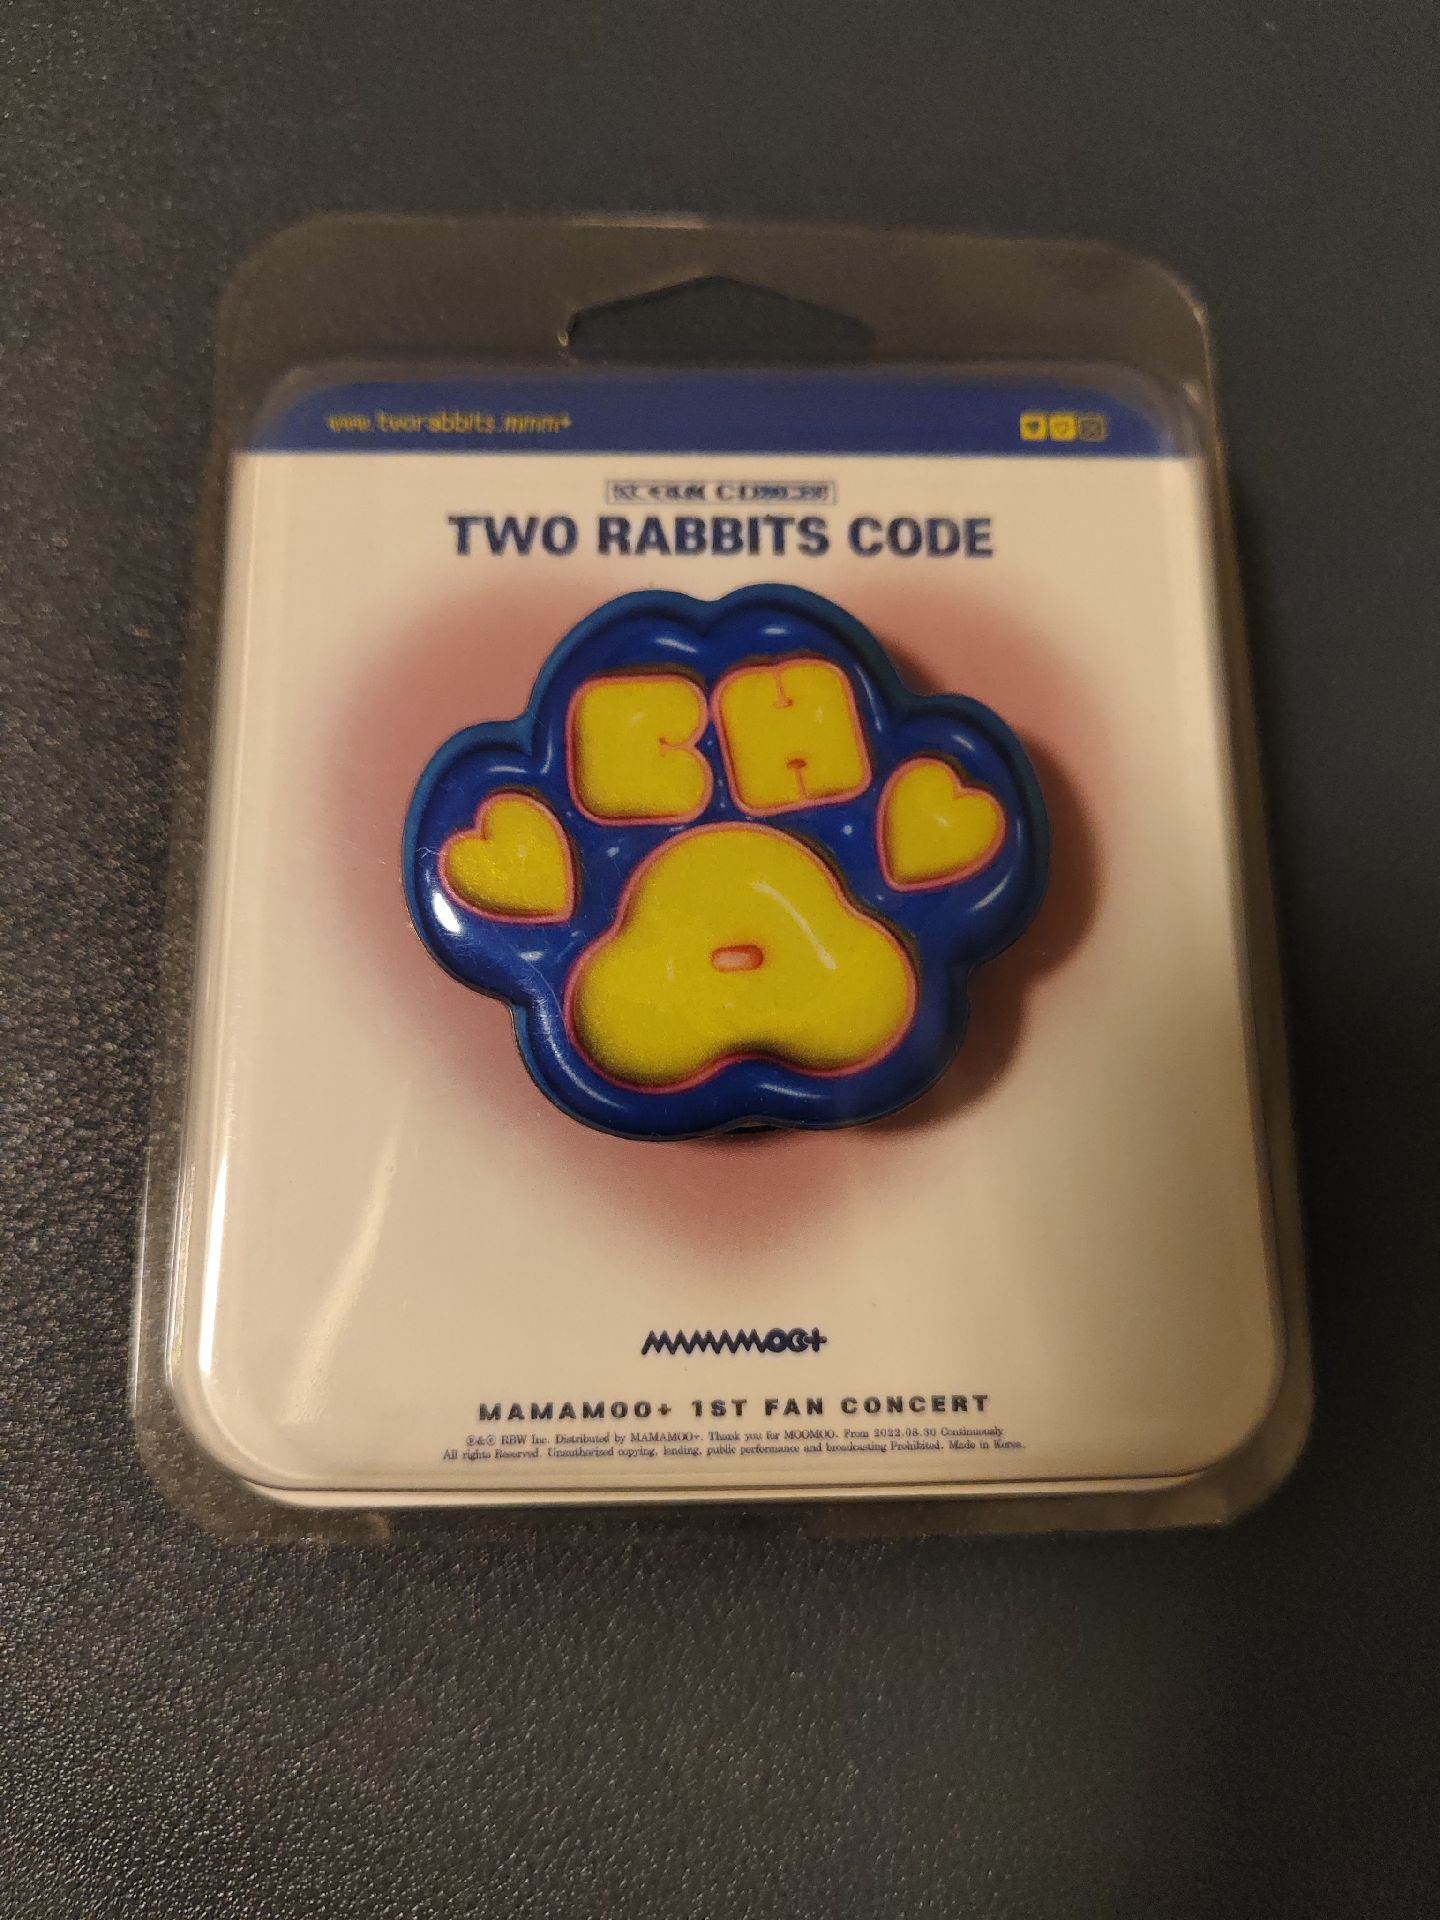 www.tworabbits.mmm+
TWO RABBITS CODE
MAMAMOO+
MAMAMOO+ 1ST FAN CONCERT
Ⓟ&© RBW Inc. Distributed by MAMAMOO+. Thank you for MOOMOO. From 2022.08.30 Continuously
All rights Reserved. Unauthorized copying, lending, public performance and broadcasting Prohibited. Made in Korea.